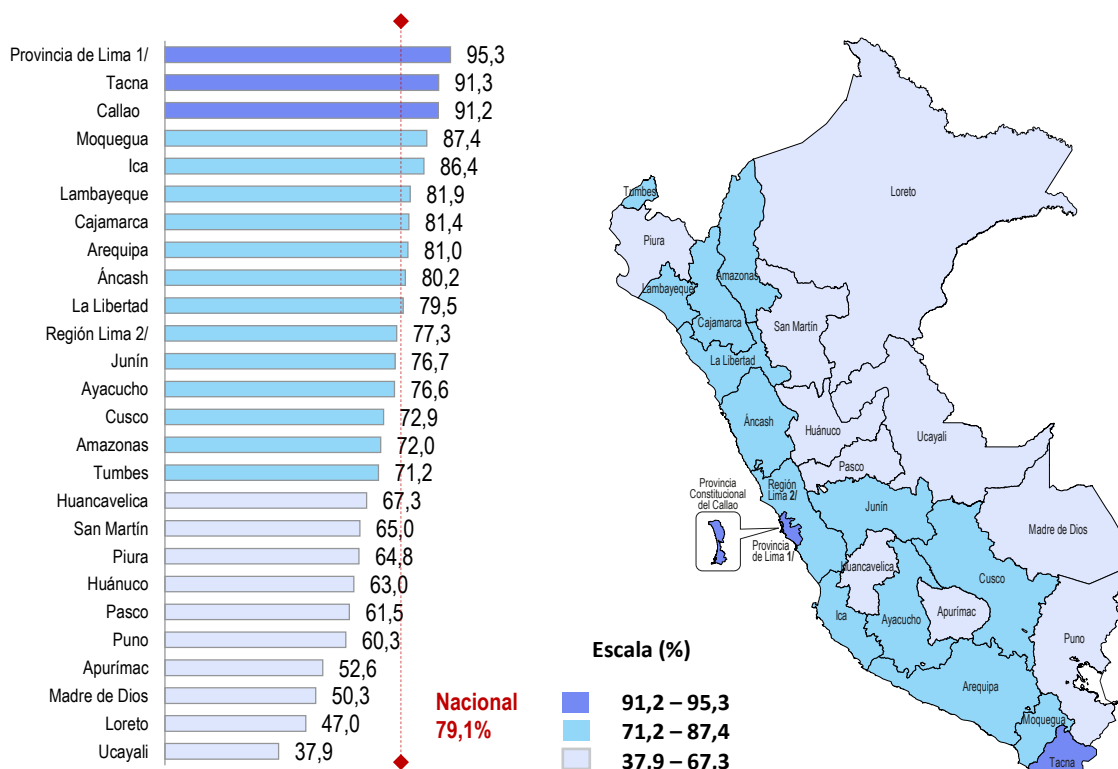 Provincia de Lima 1/ 95,3
Tacna 91,3
Callao 91,2
Moquegua 87,4
Ica 86,4
Lambayeque 81,9
Cajamarca 81,4
Arequipa 81,0
Áncash 80,2
La Libertad 79,5
Región Lima 2/ 77,3
Junín 76,7
Ayacucho 76,6
Cusco 72,9
Amazonas 72,0
Tumbes 71,2
Huancavelica 67,3
San Martín 65,0
Piura 64,8
Huánuco 63,0
Pasco 61,5
Puno 60,3
Apurímac 52,6
Madre de Dios 50,3
Loreto 47,0
Ucayali 37,9
Nacional
79,1%
Tumbes
Piura
Loreto
Lambayeque
Amazonas
Cajamarca
San Martín
La Libertad
Áncash
Huánuco
Ucayali
Pasco
Provincia
Constitucional
del Callao
Región
Lima 2/
Junín
Provincia
de Lima 1/
Madre de Dios
Huancavelica
Cusco
Ica
Ayacucho
Apurímac
Puno
Arequipa
Moquegua
Tacna
Escala (%)
91,2 – 95,3
71,2 – 87,4
37,9 – 67,3